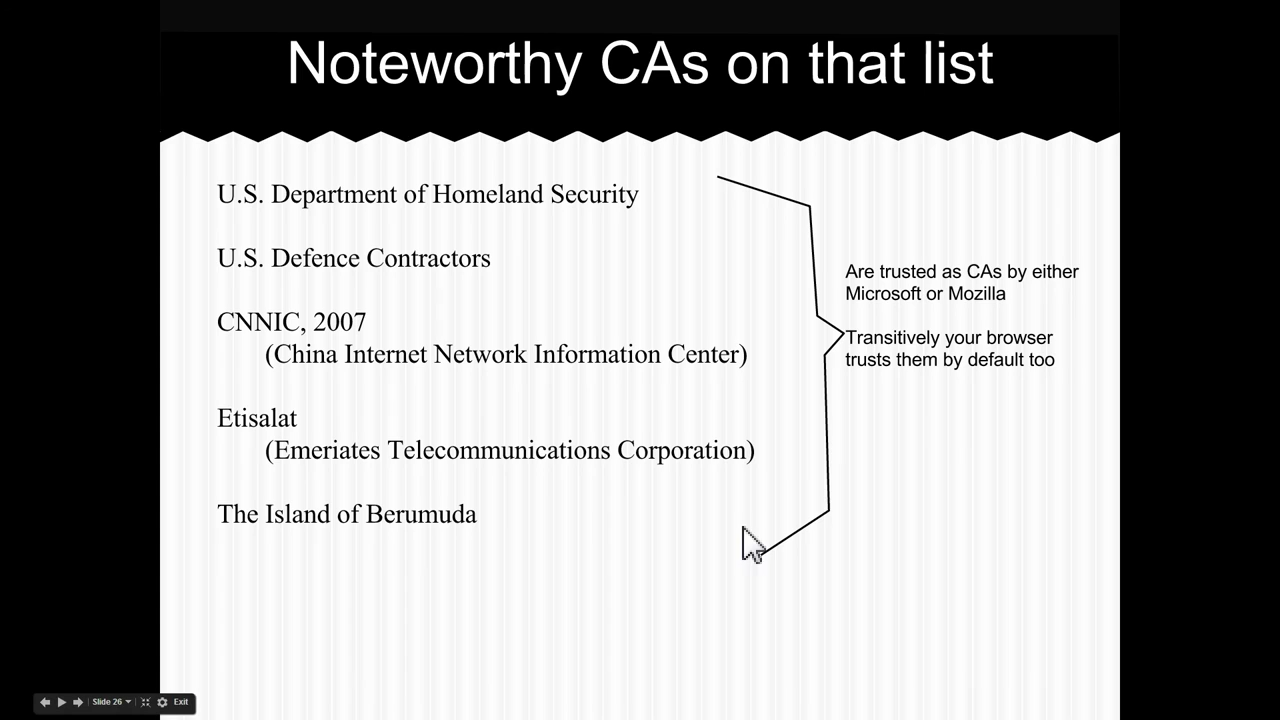 Noteworthy CAs on that list
U.S. Department of Homeland Security
U.S. Defence Contractors
CNNIC, 2007
(China Internet Network Information Center)
Etisalat
(Emeriates Telecommunications Corporation)
The Island of Berumuda
Are trusted as CAs by either
Microsoft or Mozilla
Transitively your browser
trusts them by default too
Slide 26
Exit